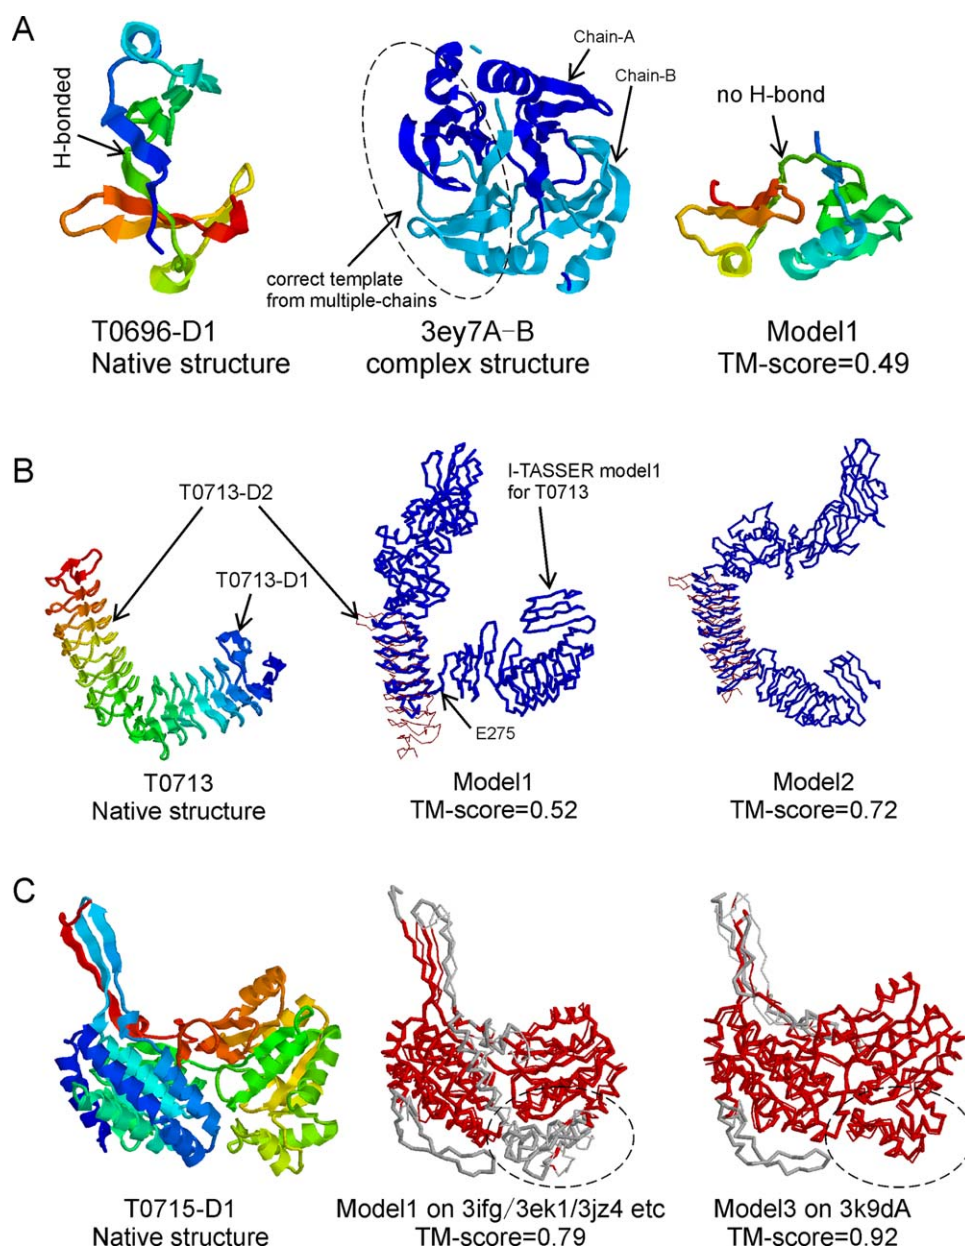 A
H-bonded
Chain-A
Chain-B
no H-bond
correct template
from multiple-chains
T0696-D1
Native structure
3ey7A-B
complex structure
Model1
TM-score=0.49
B
T0713-D2
T0713-D1
I-TASSER model1
for T0713
E275
T0713
Native structure
Model1
TM-score=0.52
Model2
TM-score=0.72
C
T0715-D1
Native structure
Model1 on 3ifg/3ek1/3jz4 etc
TM-score=0.79
Model3 on 3k9dA
TM-score=0.92